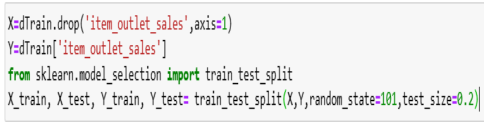 X=dTrain.drop('item_outlet_sales',axis=1)
Y=dTrain['item_outlet_sales']
from sklearn.model_selection import train_test_split
X_train, X_test, Y_train, Y_test= train_test_split(X,Y,random_state=101,test_size=0.2)